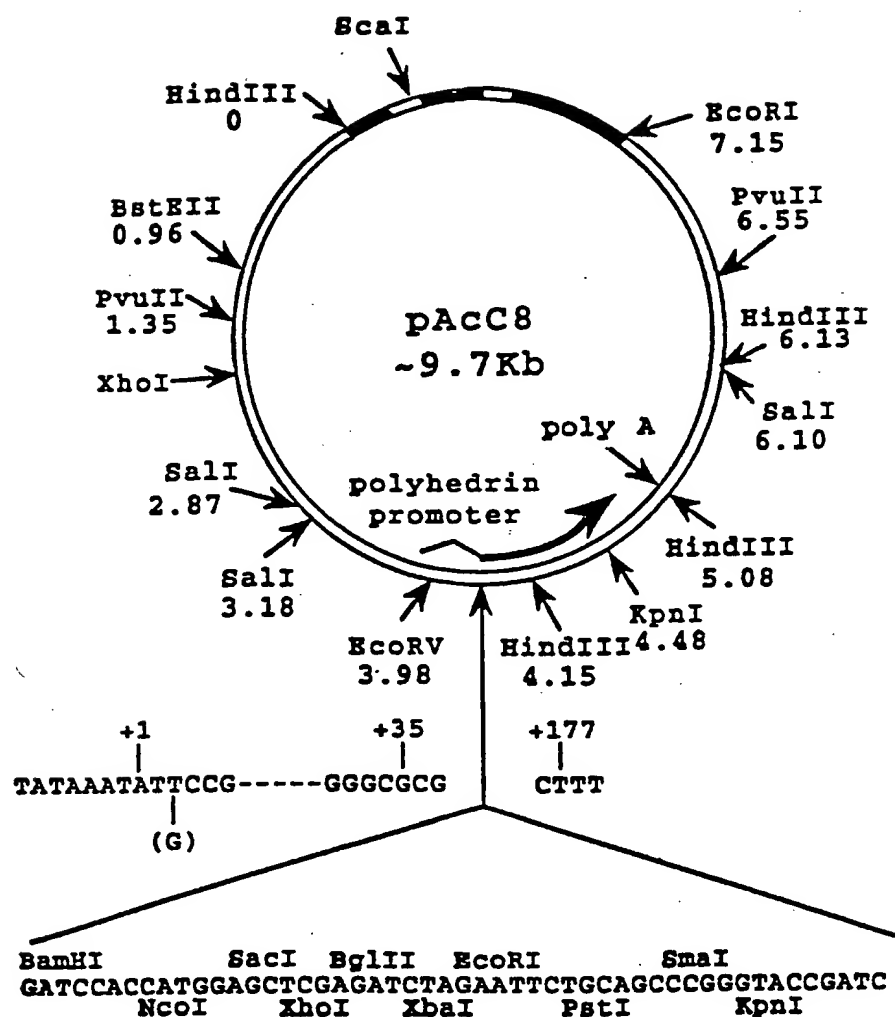 ScaI
HindIII
0
EcoRI
7.15
BstEII
0.96
PvuII
6.55
PvuII
1.35
pAcC8
~9.7Kb
HindIII
6.13
XhoI
SalI
6.10
poly A
SalI
2.87
polyhedrin
promoter
HindIII
5.08
SalI
3.18
KpnI
4.48
EcoRV
3.98
HindIII
4.15
+1 +35 +177
TATAAATATTCCG-----GGGCGCG CTTT
(G)
BamHI SacI BglII EcoRI SmaI
GATCCACCATGGAGCTCGAGATCTAGAATTCTGCAGCCCGGGTACCGATC
NcoI XhoI XbaI PstI KpnI